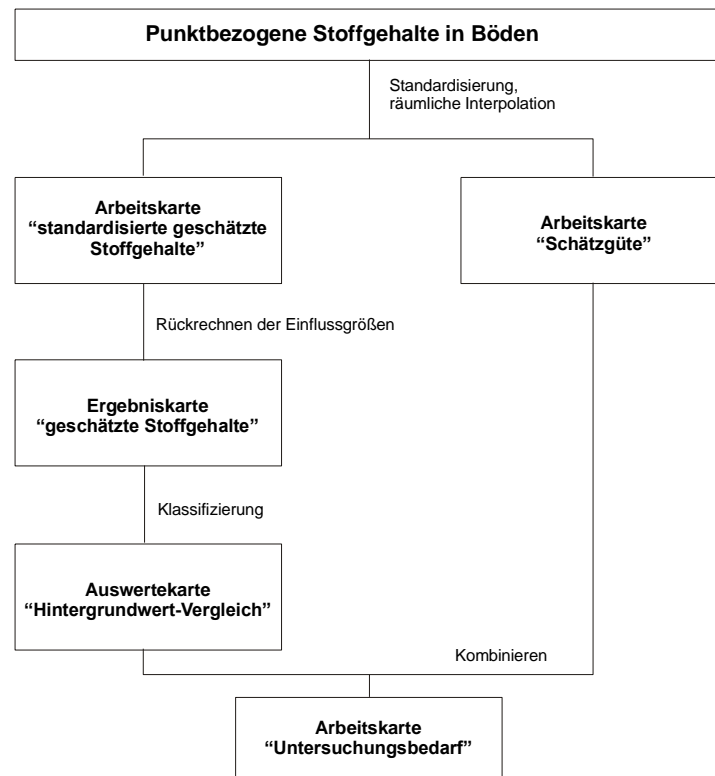 Punktbezogene Stoffgehalte in Böden
Standardisierung,
räumliche Interpolation
Arbeitskarte
“standardisierte geschätzte
Stoffgehalte”
Arbeitskarte
“Schätzgüte”
Rückrechnen der Einflussgrößen
Ergebniskarte
“geschätzte Stoffgehalte”
Klassifizierung
Auswertekarte
“Hintergrundwert-Vergleich”
Kombinieren
Arbeitskarte
“Untersuchungsbedarf”